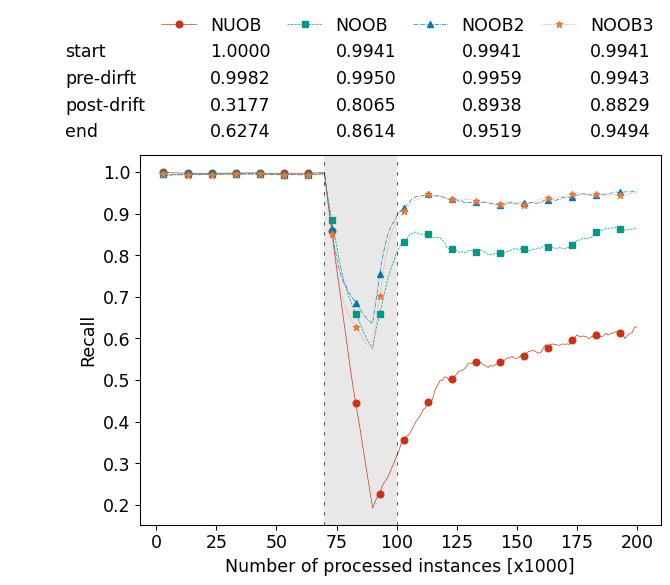 NUOB NOOB NOOB2 NOOB3
start 1.0000 0.9941 0.9941 0.9941
pre-dirft 0.9982 0.9950 0.9959 0.9943
post-drift 0.3177 0.8065 0.8938 0.8829
end 0.6274 0.8614 0.9519 0.9494
1.0
0.9
0.8
0.7
0.6
0.5
0.4
0.3
0.2
Recall
0 25 50 75 100 125 150 175 200
Number of processed instances [x1000]